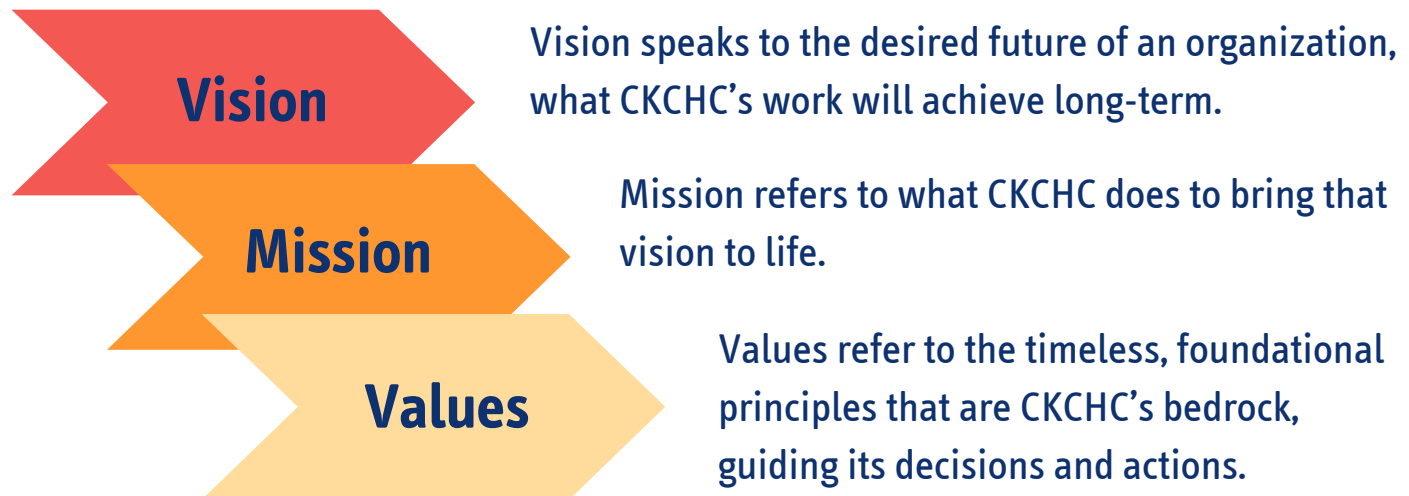 Vision
Vision speaks to the desired future of an organization,
what CKCHC’s work will achieve long-term.
Mission
Mission refers to what CKCHC does to bring that
vision to life.
Values
Values refer to the timeless, foundational
principles that are CKCHC’s bedrock,
guiding its decisions and actions.